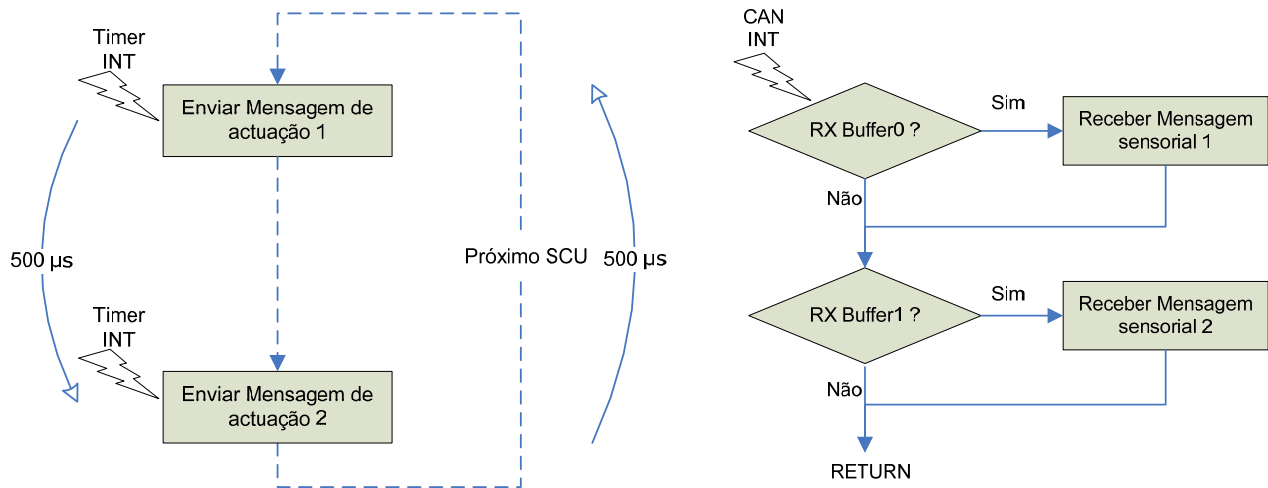 Timer
INT
Enviar Mensagem de
actuação 1
500 µs
Próximo SCU
500 µs
Timer
INT
Enviar Mensagem de
actuação 2
CAN
INT
RX Buffer0 ?
Sim
Receber Mensagem
sensorial 1
Não
RX Buffer1 ?
Sim
Receber Mensagem
sensorial 2
Não
RETURN